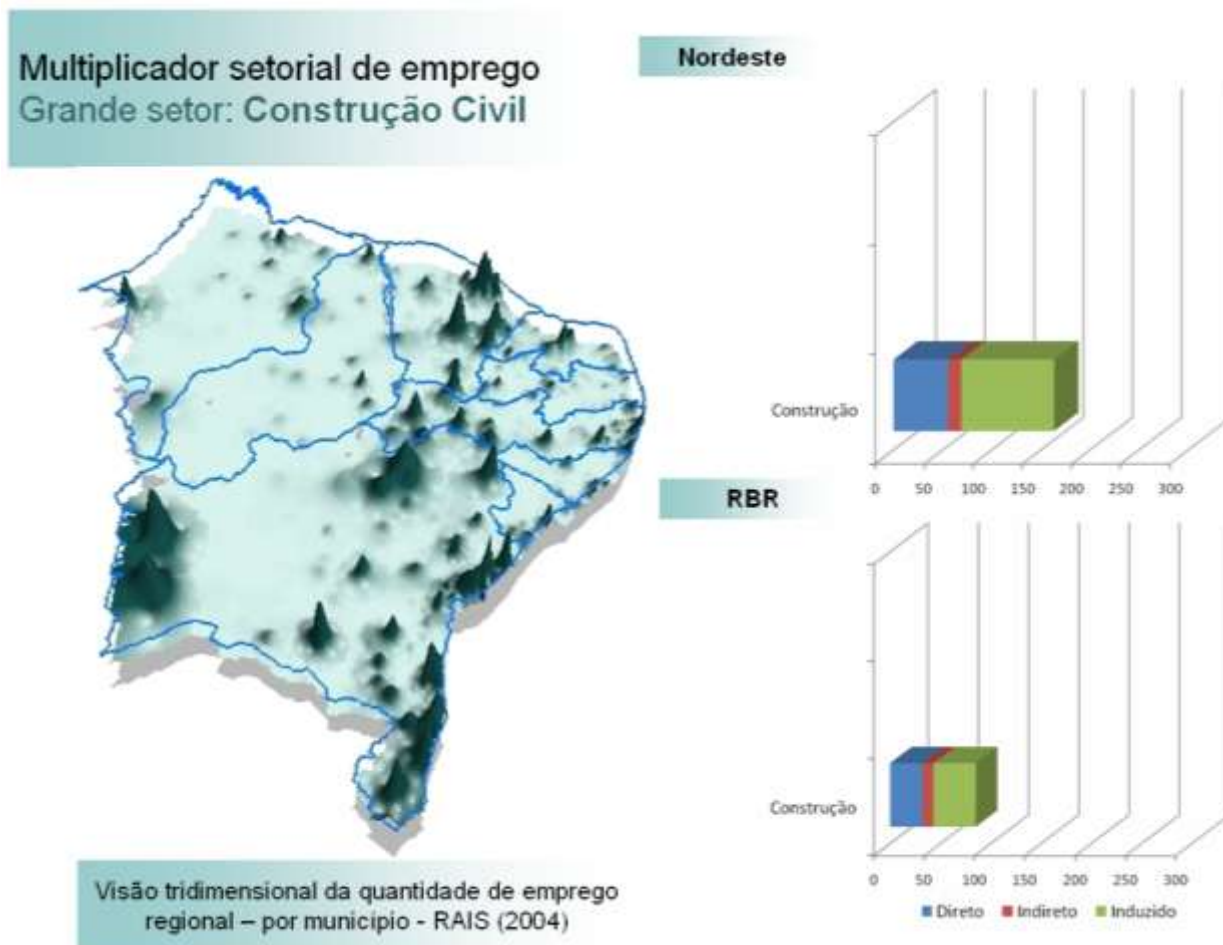 Multiplicador setorial de emprego
Grande setor: Construção Civil
Nordeste
Construção
0 50 100 150 200 250 300
RBR
Construção
0 50 100 150 200 250 300
Direto Indireto Induzido
Visão tridimensional da quantidade de emprego
regional – por município - RAIS (2004)